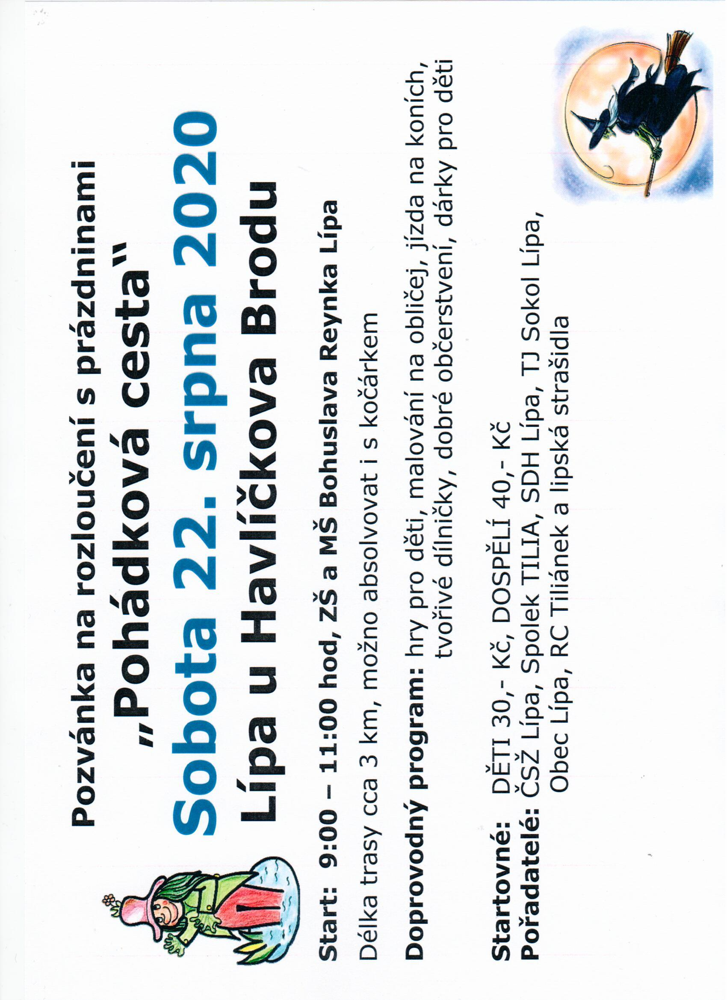 Pozvánka na rozloučení s prázdninami
„Pohádková cesta“
Sobota 22. srpna 2020
Lípa u Havlíčkova Brodu
Start: 9:00 – 11:00 hod, ZŠ a MŠ Bohuslava Reynka Lípa
Délka trasy cca 3 km, možno absolvovat i s kočárkem
Doprovodný program: hry pro děti, malování na obličej, jízda na koních,
tvořivé dílničky, dobré občerstvení, dárky pro děti
Startovné: DĚTI 30,- Kč, DOSPĚLÍ 40,- Kč
Pořadatelé: ČSŽ Lípa, Spolek TILIA, SDH Lípa, TJ Sokol Lípa,
Obec Lípa, RC Tiliánek a lipská strašidla